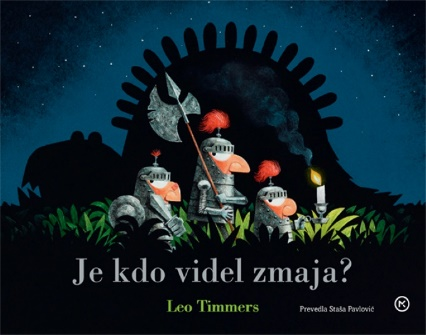 Je kdo videl zmaja?
Leo Timmers
Prevedla Staša Pavlović